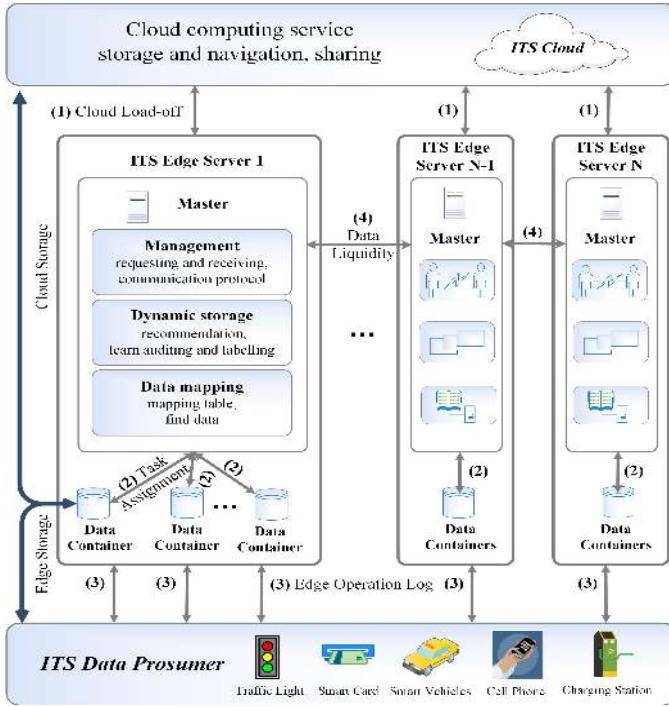 Cloud computing service
storage and navigation, sharing
ITS Cloud
(1) Cloud Load-off
(1)
(1)
ITS Edge Server 1
ITS Edge
Server N-1
ITS Edge
Server N
Master
Management
requesting and receiving,
communication protocol
Dynamic storage
recommendation,
learn auditing and labelling
Data mapping
mapping table,
find data
(4)
Data
Liquidity
...
Master
(4)
Master
Cloud Storage
Edge Storage
(2) Task
Assignment
(2)
(2)
...
(2)
(2)
Data
Container
Data
Container
Data
Container
Data
Containers
Data
Containers
(3)
(3)
(3) Edge Operation Log
(3)
(3)
ITS Data Prosumer
Traffic Light
Smart Card
Smart Vehicles
Cell Phone
Charging Station